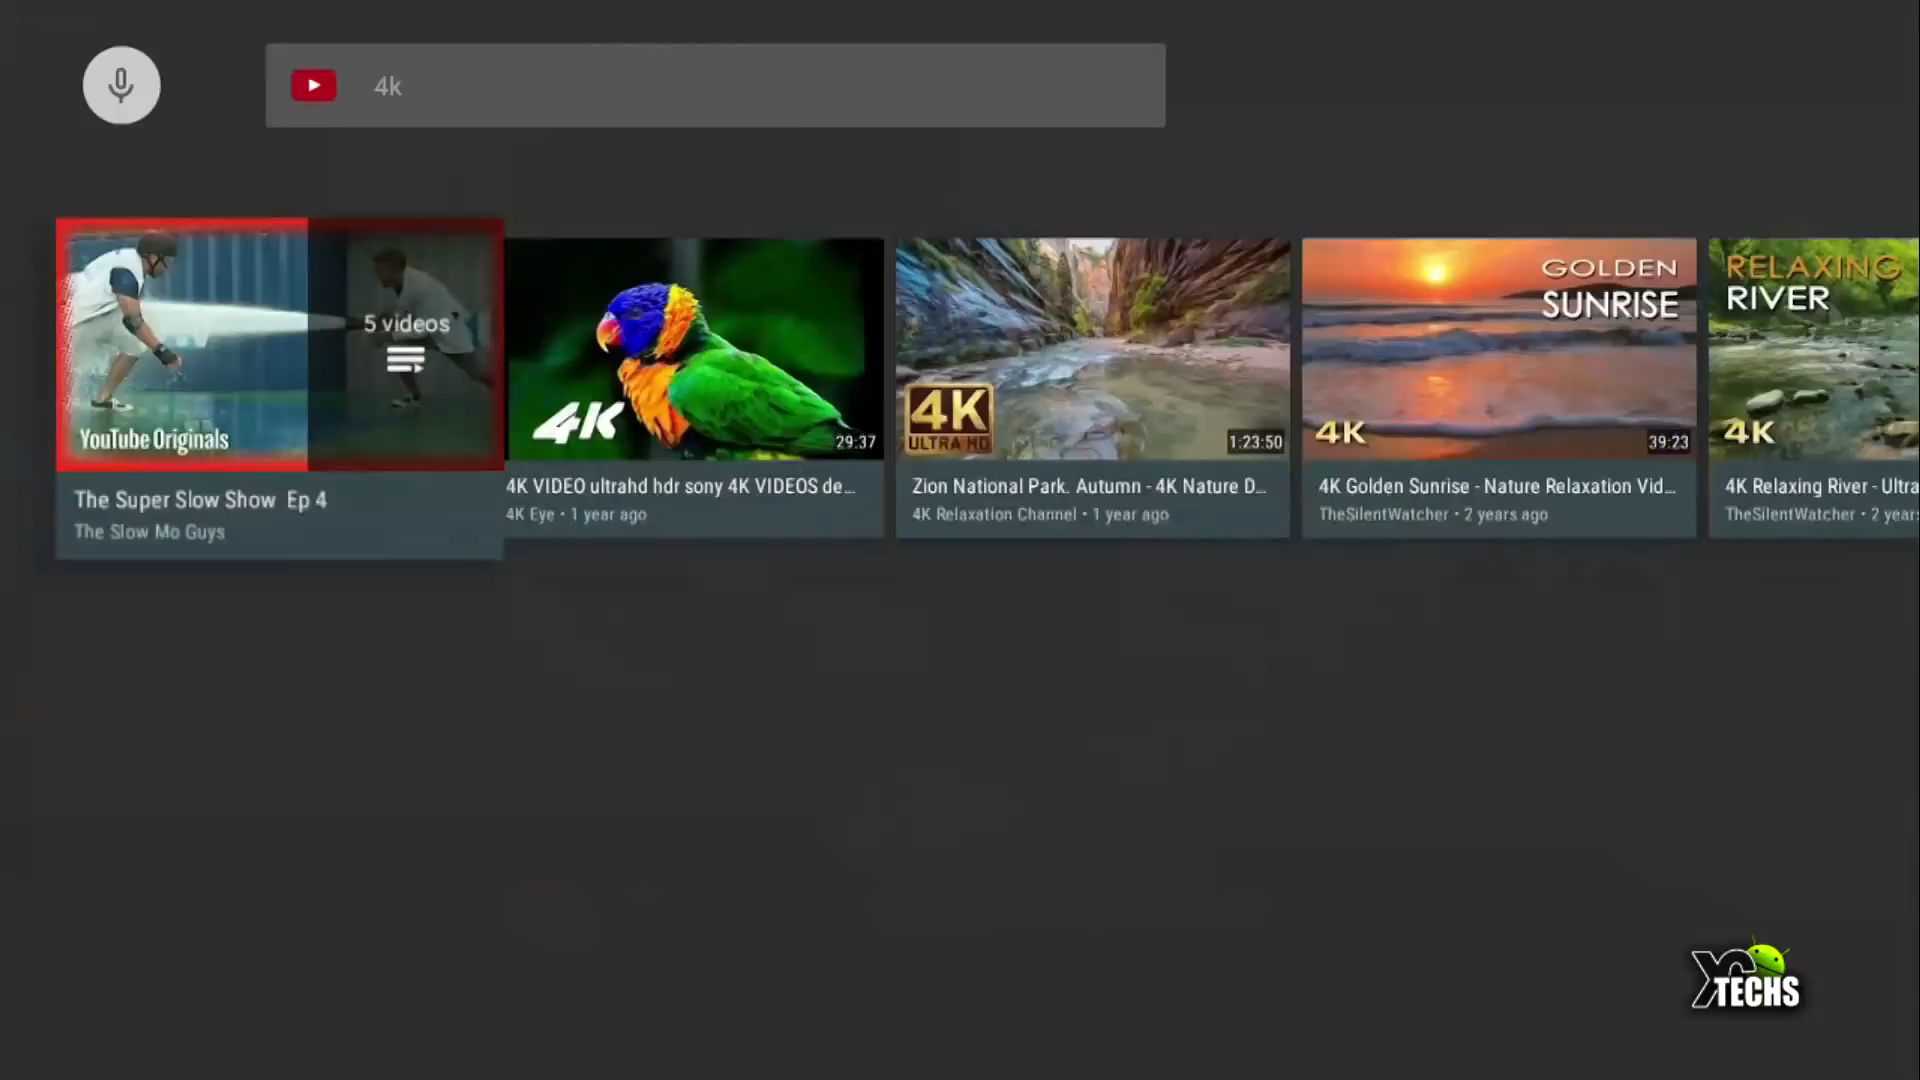 4k
5 videos
YouTube Originals
The Super Slow Show Ep 4
The Slow Mo Guys
4K
29:37
4K VIDEO ultrahd hdr sony 4K VIDEOS de...
4K Eye • 1 year ago
4K
ULTRA HD
1:23:50
Zion National Park. Autumn - 4K Nature D...
4K Relaxation Channel • 1 year ago
GOLDEN
SUNRISE
4K
39:23
4K Golden Sunrise - Nature Relaxation Vid...
TheSilentWatcher • 2 years ago
RELAXING
RIVER
4K
4K Relaxing River - Ultra
TheSilentWatcher • 2 years
TECHS